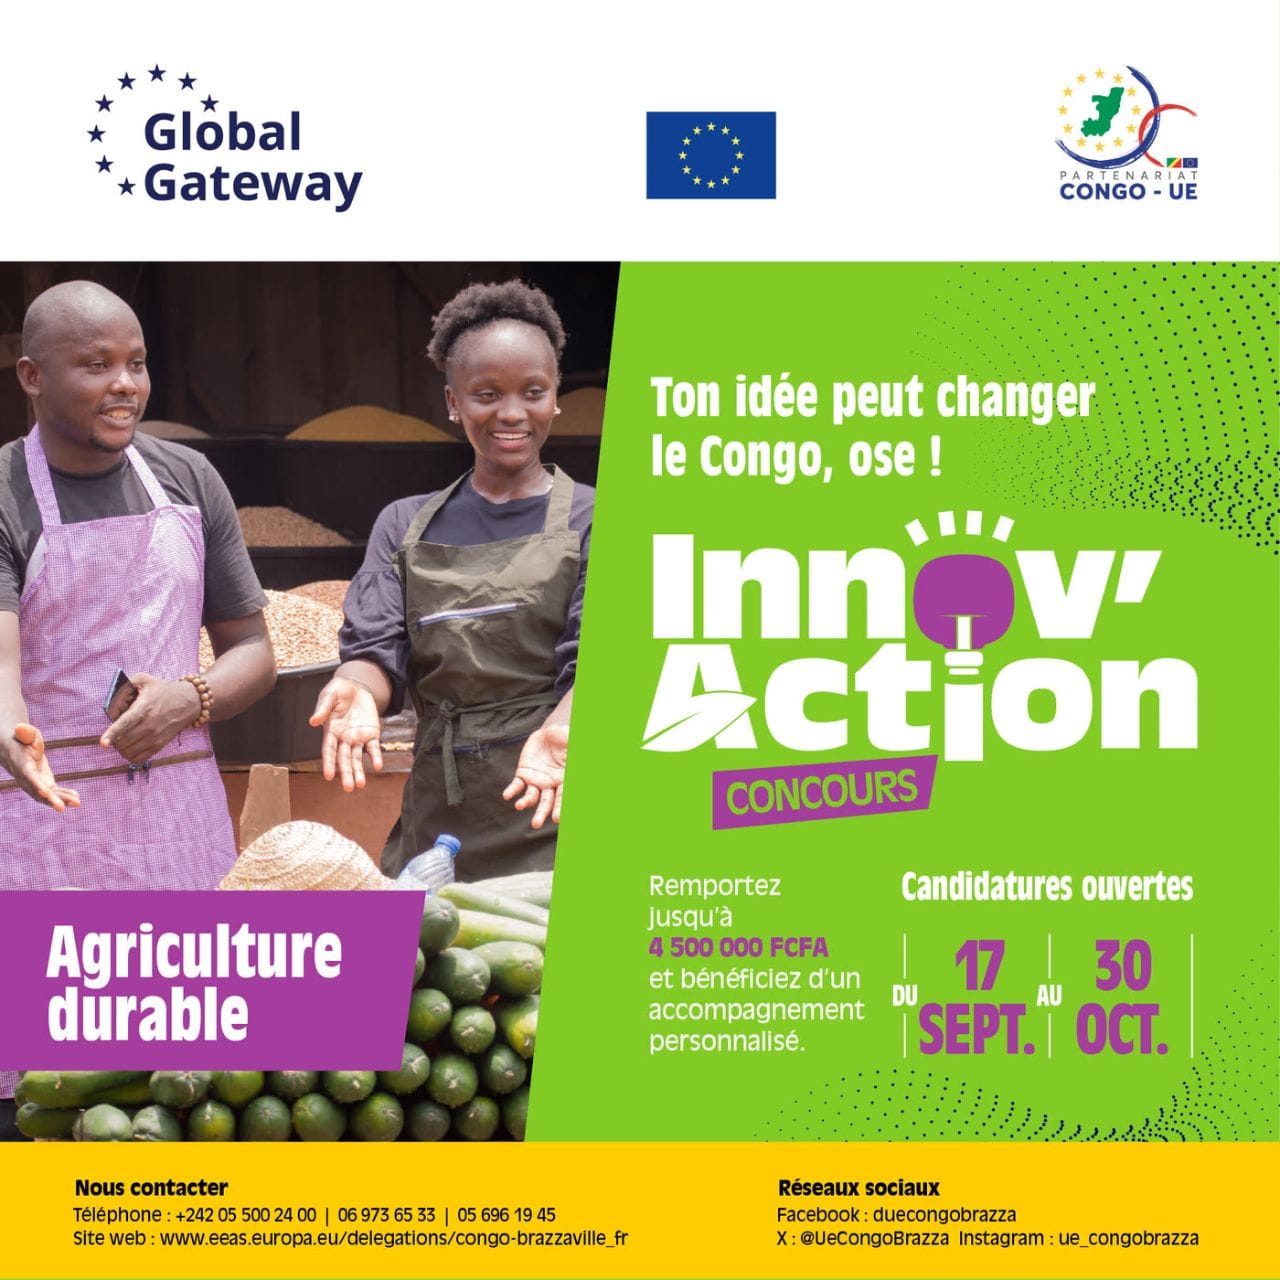 Global
Gateway
PARTENARIAT
CONGO - UE
Ton idée peut changer
le Congo, ose !
Innov'
Action
CONCOURS
Remportez
jusqu'à
4 500 000 FCFA
et bénéficiez d'un
accompagnement
personnalisé.
Candidatures ouvertes
DU 17 SEPT. AU 30 OCT.
Agriculture
durable
Nous contacter
Téléphone : +242 05 500 24 00 | 06 973 65 33 | 05 696 19 45
Site web : www.eeas.europa.eu/delegations/congo-brazzaville_fr
Réseaux sociaux
Facebook : duecongobrazza
X : @UeCongoBrazza Instagram : ue_congobrazza